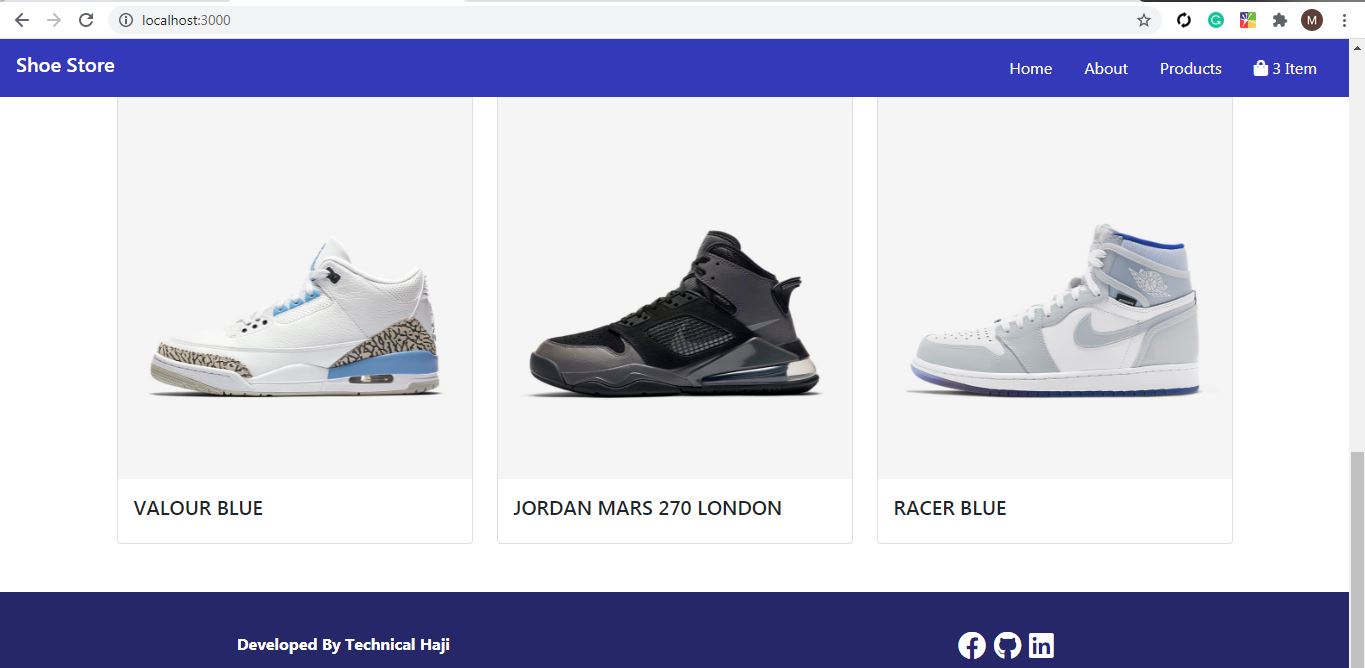 localhost:3000
M
Shoe Store
Home About Products 3 Item
VALOUR BLUE
JORDAN MARS 270 LONDON
RACER BLUE
Developed By Technical Haji
in